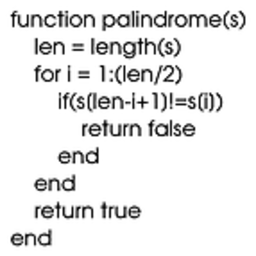 function palindrome(s)
len = length(s)
for i = 1:(len/2)
if(s(len-i+1)!=s(i))
return false
end
end
return true
end